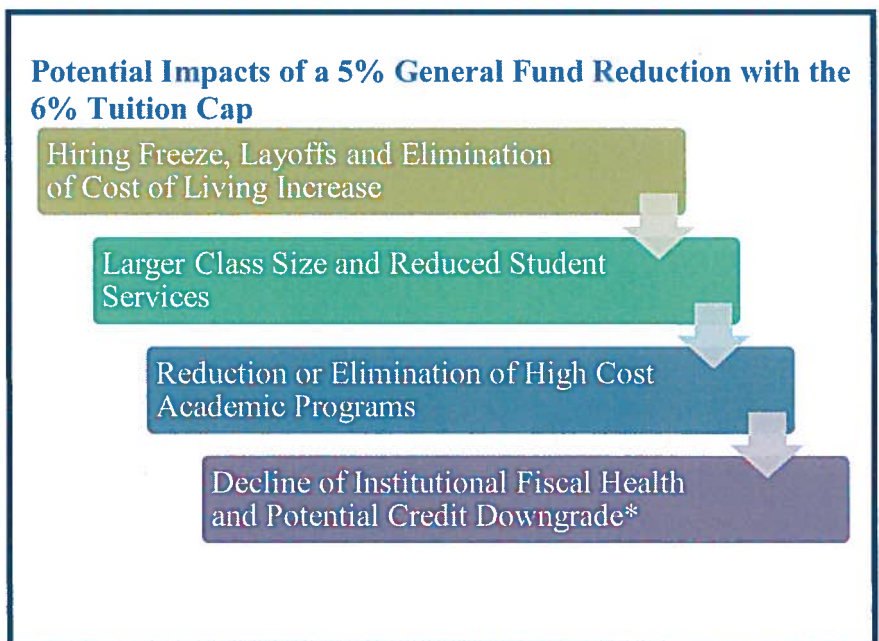 Potential Impacts of a 5% General Fund Reduction with the
6% Tuition Cap
Hiring Freeze, Layoffs and Elimination
of Cost of Living Increase
Larger Class Size and Reduced Student
Services
Reduction or Elimination of High Cost
Academic Programs
Decline of Institutional Fiscal Health
and Potential Credit Downgrade*